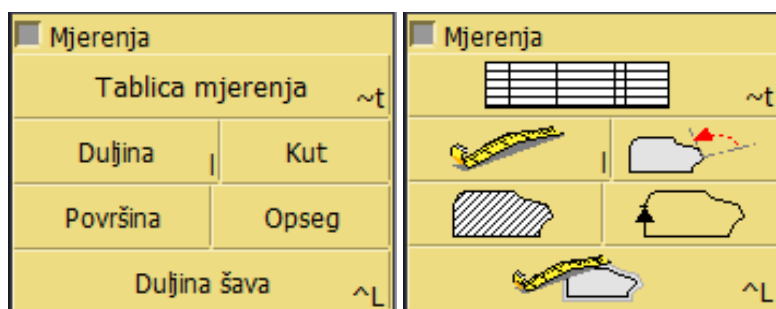 Mjerenja
Tablica mjerenja ~t
Duljina l Kut
Površina Opseg
Duljina šava ^L
Mjerenja
~t
l
^L